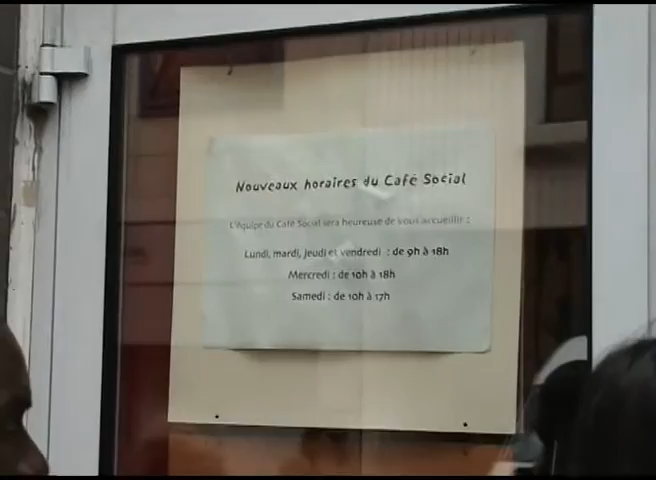 Nouveaux horaires du Café Social
L'équipe du Café Social sera heureuse de vous accueillir :
Lundi, mardi, jeudi et vendredi : de 9h à 18h
Mercredi : de 10h à 18h
Samedi : de 10h à 17h